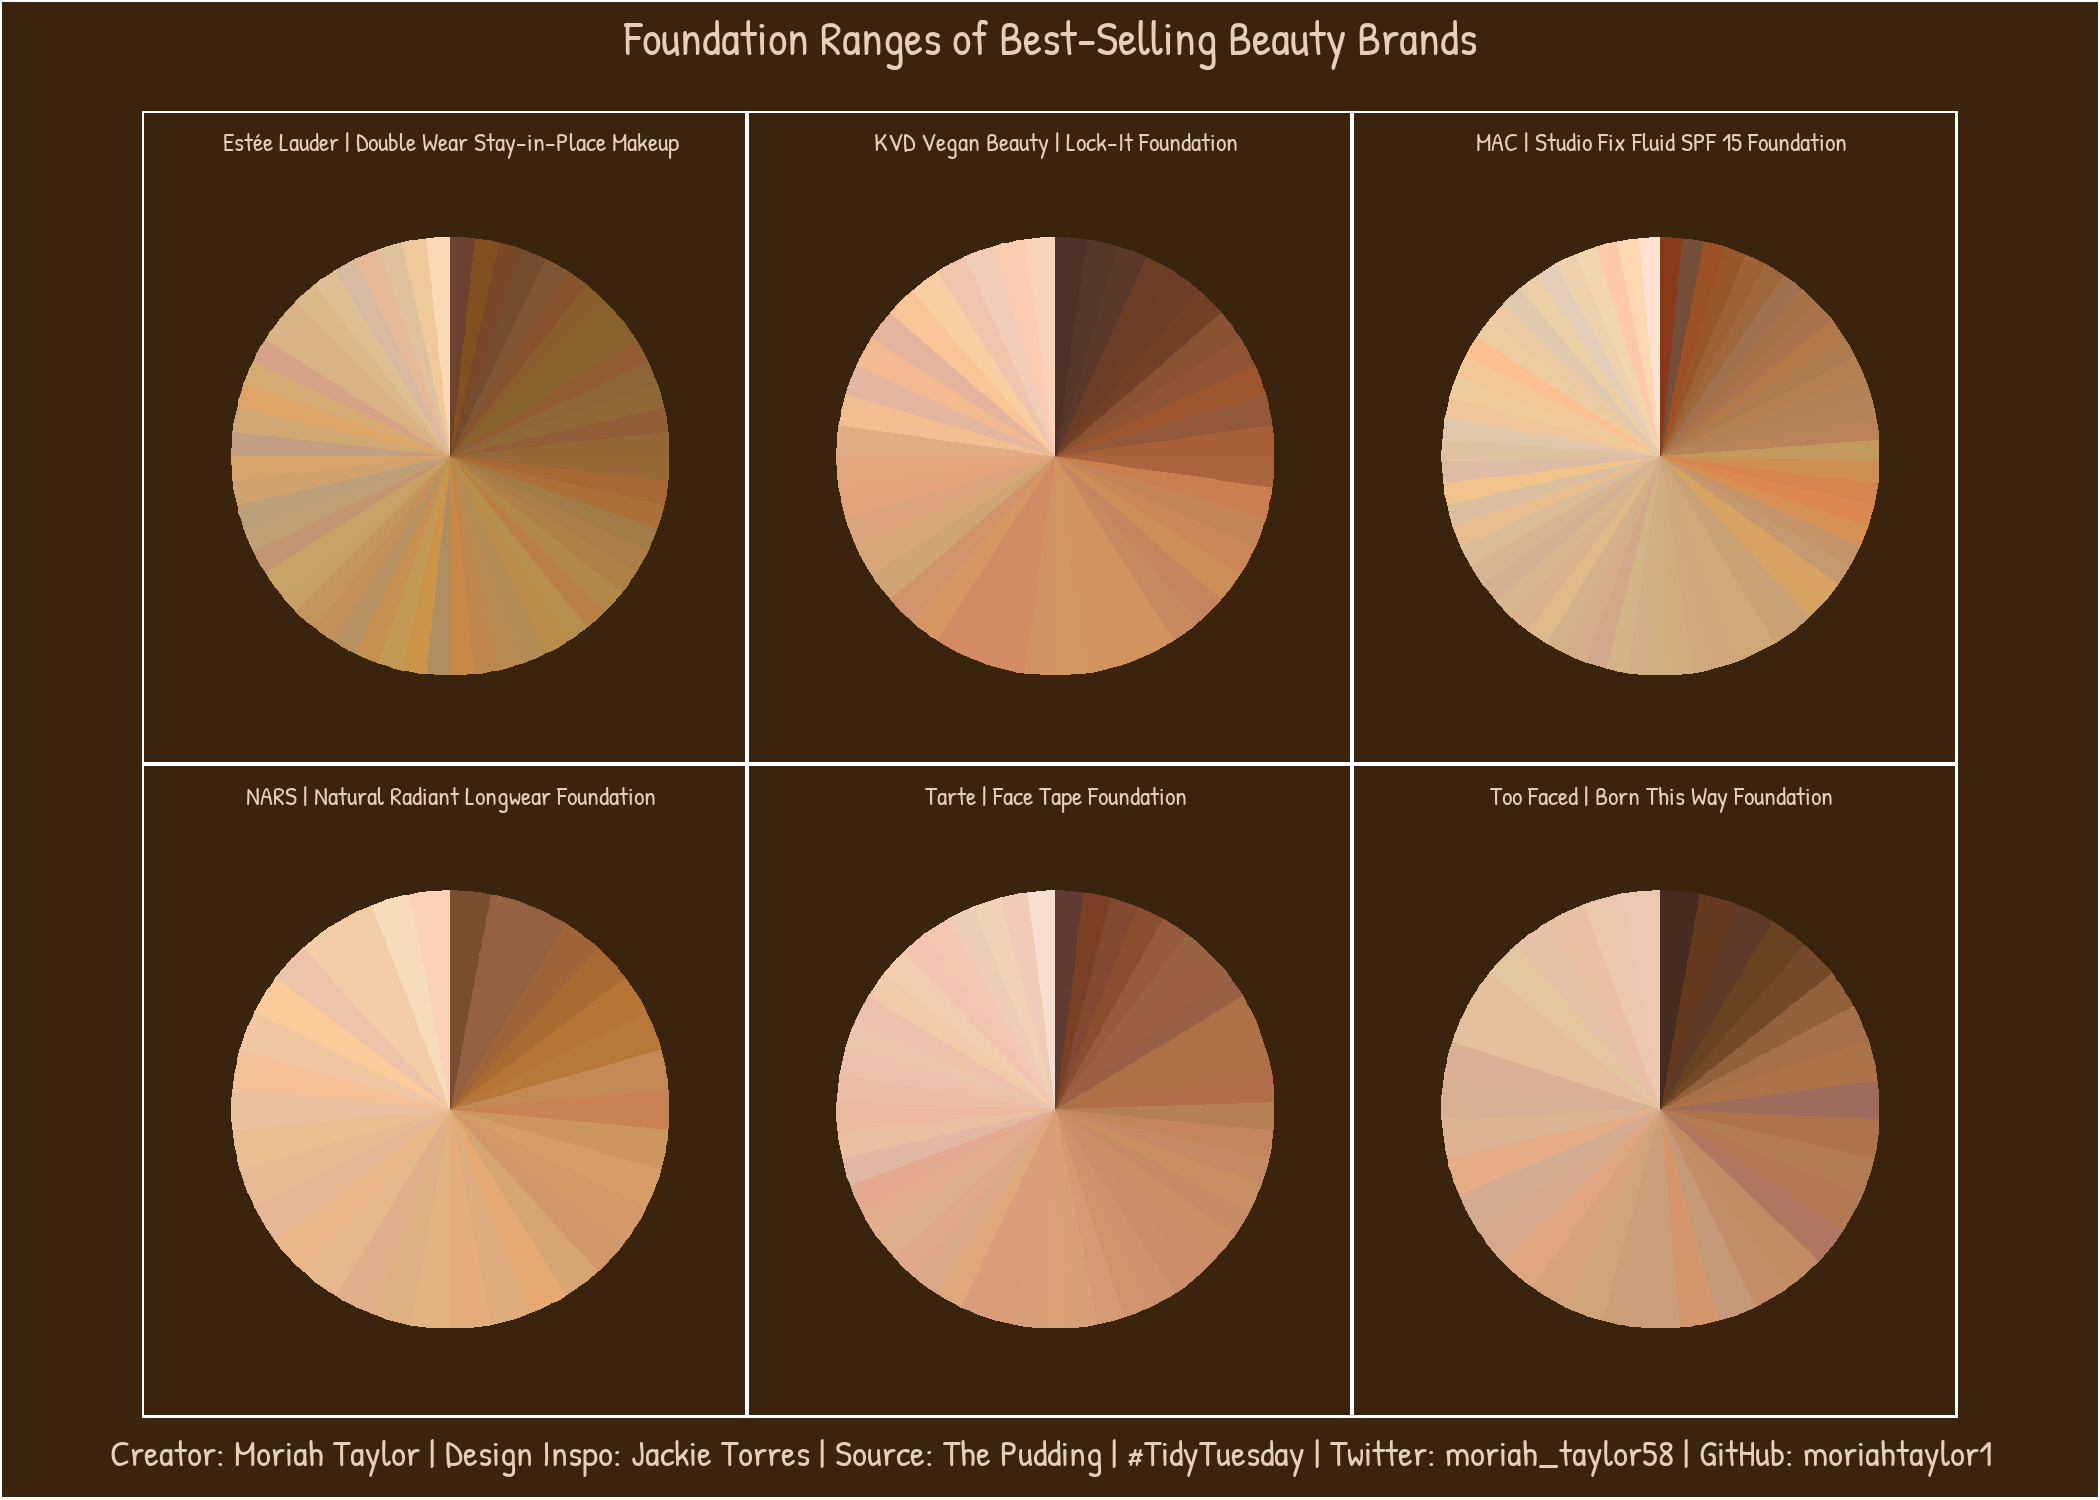 Foundation Ranges of Best-Selling Beauty Brands
Estée Lauder | Double Wear Stay-in-Place Makeup
KVD Vegan Beauty | Lock-It Foundation
MAC | Studio Fix Fluid SPF 15 Foundation
NARS | Natural Radiant Longwear Foundation
Tarte | Face Tape Foundation
Too Faced | Born This Way Foundation
Creator: Moriah Taylor | Design Inspo: Jackie Torres | Source: The Pudding | #TidyTuesday | Twitter: moriah_taylor58 | GitHub: moriahtaylor1